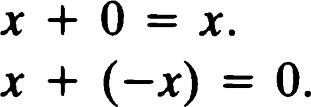 x + 0 = x.
x + (−x) = 0.